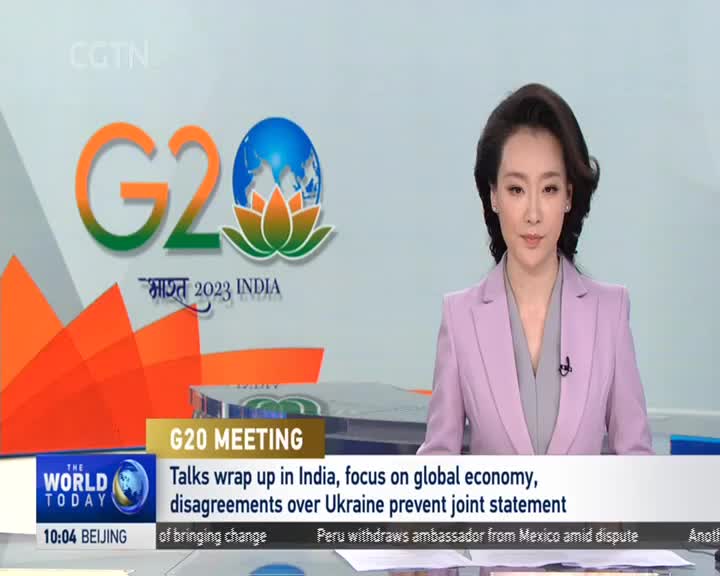 CGTN
G20
भारत 2023 INDIA
G20 MEETING
THE WORLD TODAY
Talks wrap up in India, focus on global economy,
disagreements over Ukraine prevent joint statement
10:04 BEIJING
of bringing change Peru withdraws ambassador from Mexico amid dispute Anoth